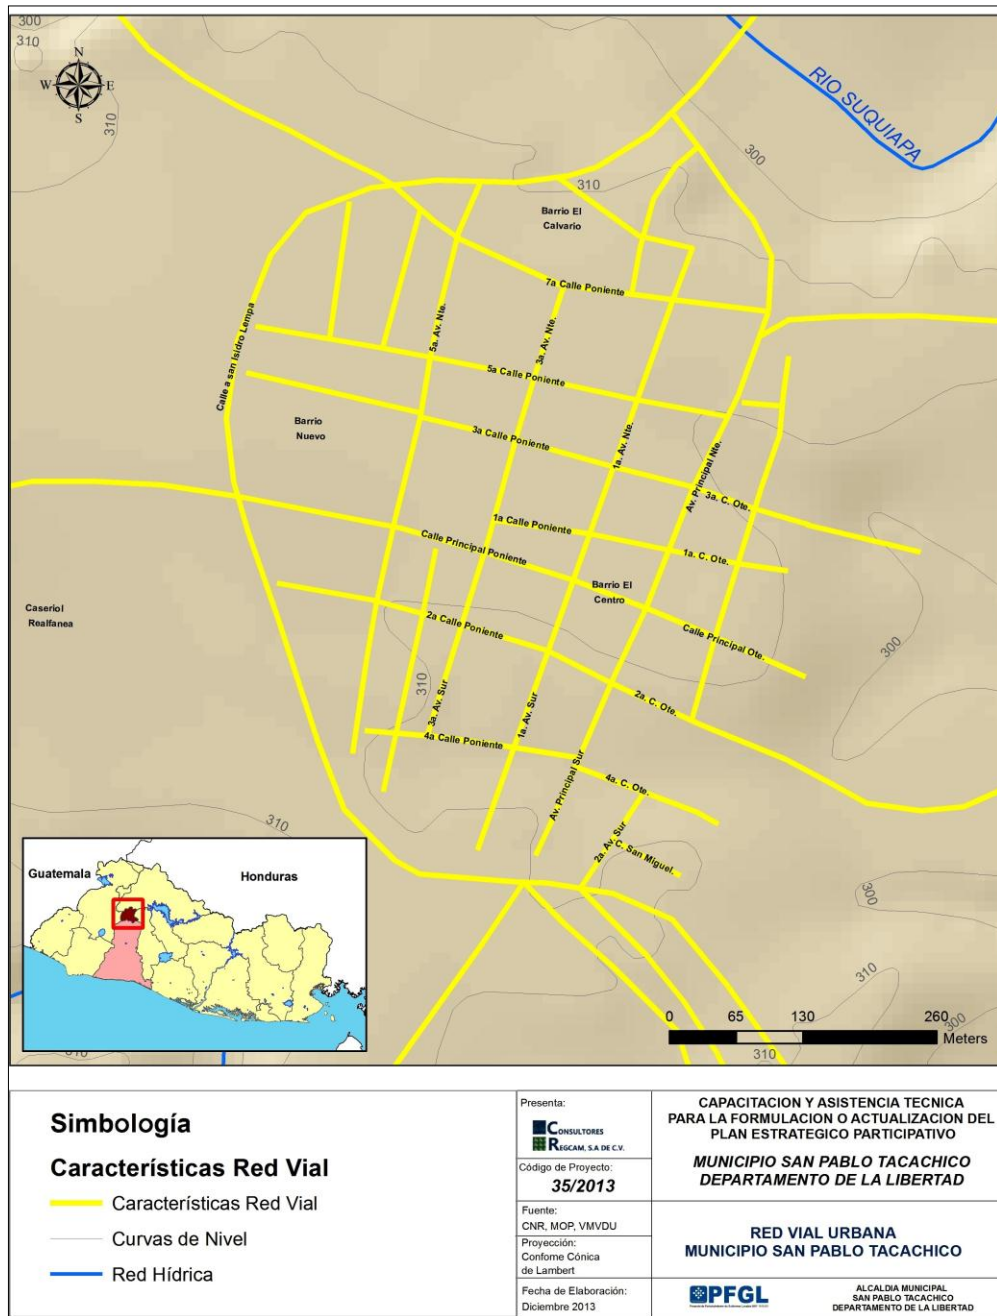 300
310
N
W E
S
310
RIO SUQUIAPA
300
310
Barrio El
Calvario
7a Calle Poniente
Calle a san Isidro Lempa
5a. Av. Nte.
3a. Av. Nte.
5a Calle Poniente
Barrio
Nuevo
3a Calle Poniente
1a. Av. Nte.
Av. Principal Nte.
3a. C. Ote.
1a Calle Poniente
1a. C. Ote.
Calle Principal Poniente
Barrio El
Centro
Caseriol
Realfanea
2a Calle Poniente
Calle Principal Ote.
300
310
3a. Av. Sur
1a. Av. Sur
2a. C. Ote.
4a Calle Poniente
Av. Principal Sur
4a. C. Ote.
310
2a. Av. Sur
C. San Miguel.
300
310
300
310
Guatemala
Honduras
0 65 130 260
Meters
Simbología
Características Red Vial
Características Red Vial
Curvas de Nivel
Red Hídrica
Presenta:
CONSULTORES
REGCAM, S.A DE C.V.
Código de Proyecto:
35/2013
Fuente:
CNR, MOP, VMVDU
Proyección:
Confome Cónica
de Lambert
Fecha de Elaboración:
Diciembre 2013
CAPACITACION Y ASISTENCIA TECNICA
PARA LA FORMULACION O ACTUALIZACION DEL
PLAN ESTRATEGICO PARTICIPATIVO
MUNICIPIO SAN PABLO TACACHICO
DEPARTAMENTO DE LA LIBERTAD
RED VIAL URBANA
MUNICIPIO SAN PABLO TACACHICO
PFGL
ALCALDIA MUNICIPAL
SAN PABLO TACACHICO
DEPARTAMENTO DE LA LIBERTAD